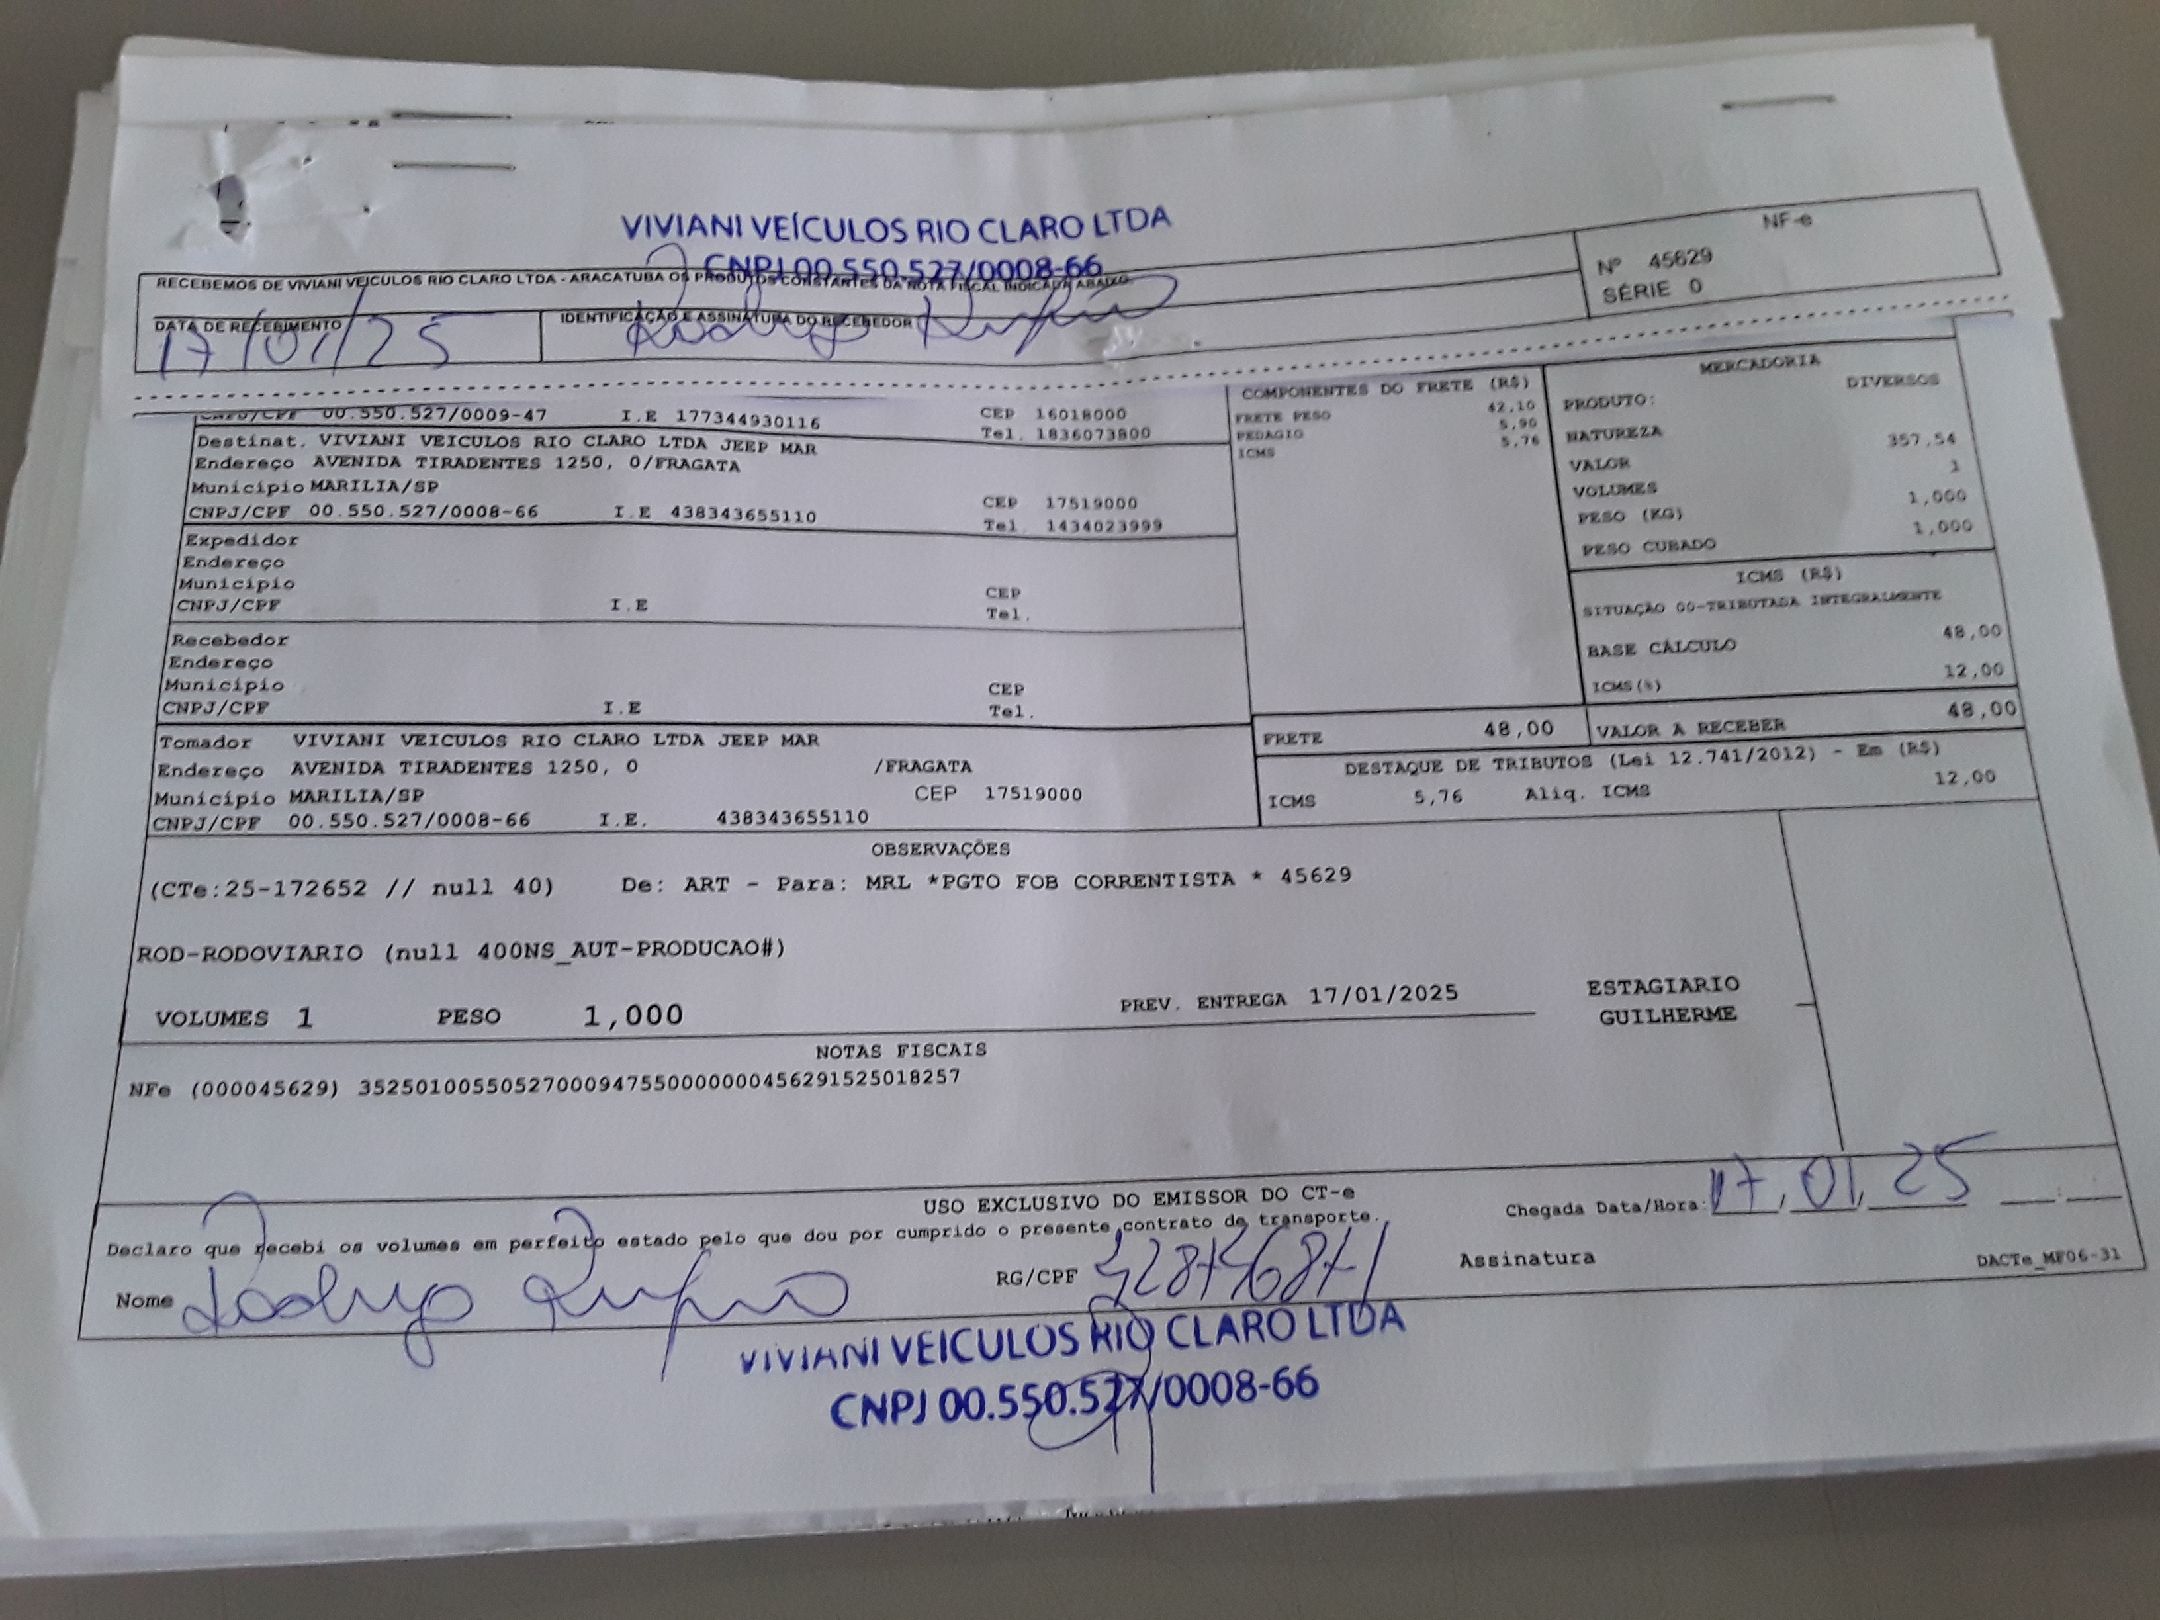 VIVIANI VEÍCULOS RIO CLARO LTDA
CNPJ 00.550.527/0008-66
RECEBEMOS DE VIVIANI VEICULOS RIO CLARO LTDA - ARACATUBA OS PRODUTOS CONSTANTES DA NOTA FISCAL INDICADA ABAIXO
NF-e
Nº 45629
SÉRIE 0
DATA DE RECEBIMENTO
17/01/25
IDENTIFICAÇÃO E ASSINATURA DO RECEBEDOR
CNPJ/CPF 00.550.527/0009-47 I.E 177344930116 CEP 16018000
Tel. 1836073800
Destinat. VIVIANI VEICULOS RIO CLARO LTDA JEEP MAR
Endereço AVENIDA TIRADENTES 1250, 0/FRAGATA
Município MARILIA/SP CEP 17519000
CNPJ/CPF 00.550.527/0008-66 I.E 438343655110 Tel. 1434023999
Expedidor
Endereço
Município CEP
CNPJ/CPF I.E Tel.
Recebedor
Endereço
Município CEP
CNPJ/CPF I.E Tel.
Tomador VIVIANI VEICULOS RIO CLARO LTDA JEEP MAR
Endereço AVENIDA TIRADENTES 1250, 0 /FRAGATA
Município MARILIA/SP CEP 17519000
CNPJ/CPF 00.550.527/0008-66 I.E. 438343655110
COMPONENTES DO FRETE (R$)
FRETE PESO 42,10
PEDAGIO 5,90
ICMS 5,76
MERCADORIA
PRODUTO: DIVERSOS
NATUREZA
VALOR 357,54
VOLUMES 1
PESO (KG) 1,000
PESO CUBADO 1,000
ICMS (R$)
SITUAÇÃO 00-TRIBUTADA INTEGRALMENTE
BASE CÁLCULO 48,00
ICMS(%) 12,00
FRETE 48,00 VALOR A RECEBER 48,00
DESTAQUE DE TRIBUTOS (Lei 12.741/2012) - Em (R$)
ICMS 5,76 Aliq. ICMS 12,00
OBSERVAÇÕES
(CTe:25-172652 // null 40) De: ART - Para: MRL *PGTO FOB CORRENTISTA * 45629
ROD-RODOVIARIO (null 400NS_AUT-PRODUCAO#)
VOLUMES 1 PESO 1,000 PREV. ENTREGA 17/01/2025
ESTAGIARIO
GUILHERME
NOTAS FISCAIS
NFe (000045629) 35250100550527000947550000000456291525018257
USO EXCLUSIVO DO EMISSOR DO CT-e
Declaro que recebi os volumes em perfeito estado pelo que dou por cumprido o presente contrato de transporte.
Chegada Data/Hora: 17, 01, 25
Nome Rodrigo
RG/CPF
Assinatura
DACTe_MF06-31
VIVIANI VEICULOS RIO CLARO LTDA
CNPJ 00.550.527/0008-66